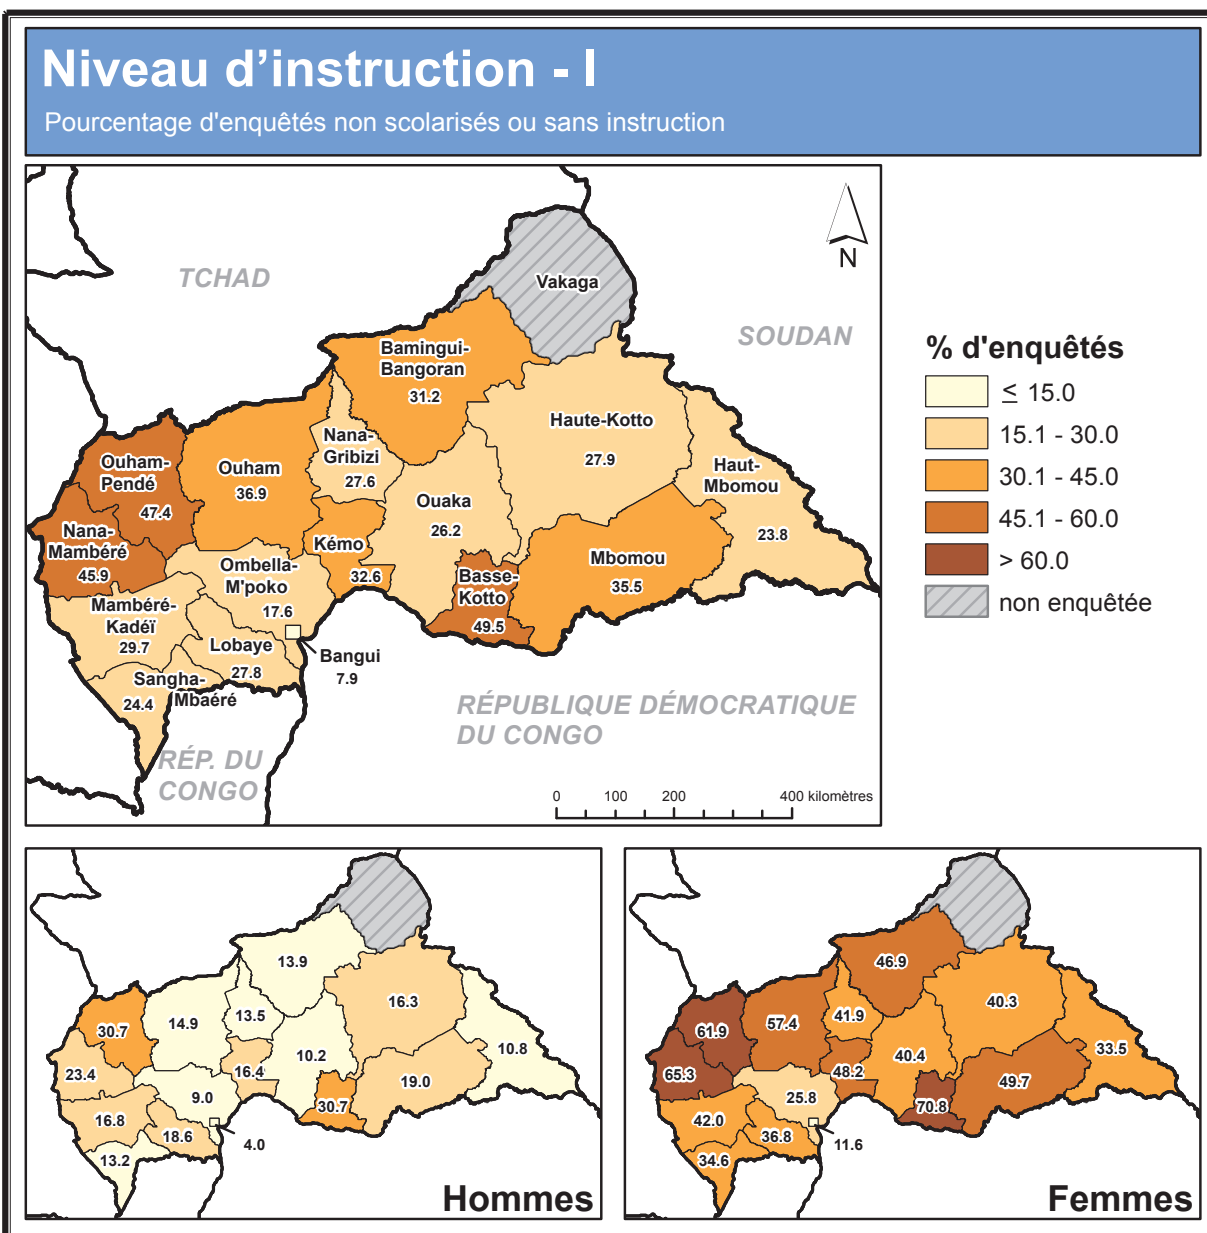 Niveau d'instruction - I
Pourcentage d'enquêtés non scolarisés ou sans instruction
TCHAD
SOUDAN
RÉPUBLIQUE DÉMOCRATIQUE
DU CONGO
RÉP. DU
CONGO
N
Vakaga
Bamingui-
Bangoran
31.2
Haute-Kotto
27.9
Haut-
Mbomou
23.8
Nana-
Gribizi
27.6
Ouham
36.9
Ouham-
Pendé
47.4
Nana-
Mambéré
45.9
Ouaka
26.2
Kémo
32.6
Ombella-
M'poko
17.6
Basse-
Kotto
49.5
Mbomou
35.5
Mambéré-
Kadéï
29.7
Lobaye
27.8
Sangha-
Mbaéré
24.4
Bangui
7.9
0 100 200 400 kilomètres
% d'enquêtés
≤ 15.0
15.1 - 30.0
30.1 - 45.0
45.1 - 60.0
> 60.0
non enquêtée
13.9
16.3
10.8
13.5
14.9
30.7
23.4
10.2
16.4
9.0
30.7
19.0
16.8
18.6
13.2
4.0
Hommes
46.9
40.3
33.5
41.9
57.4
61.9
65.3
40.4
48.2
25.8
70.8
49.7
42.0
36.8
34.6
11.6
Femmes